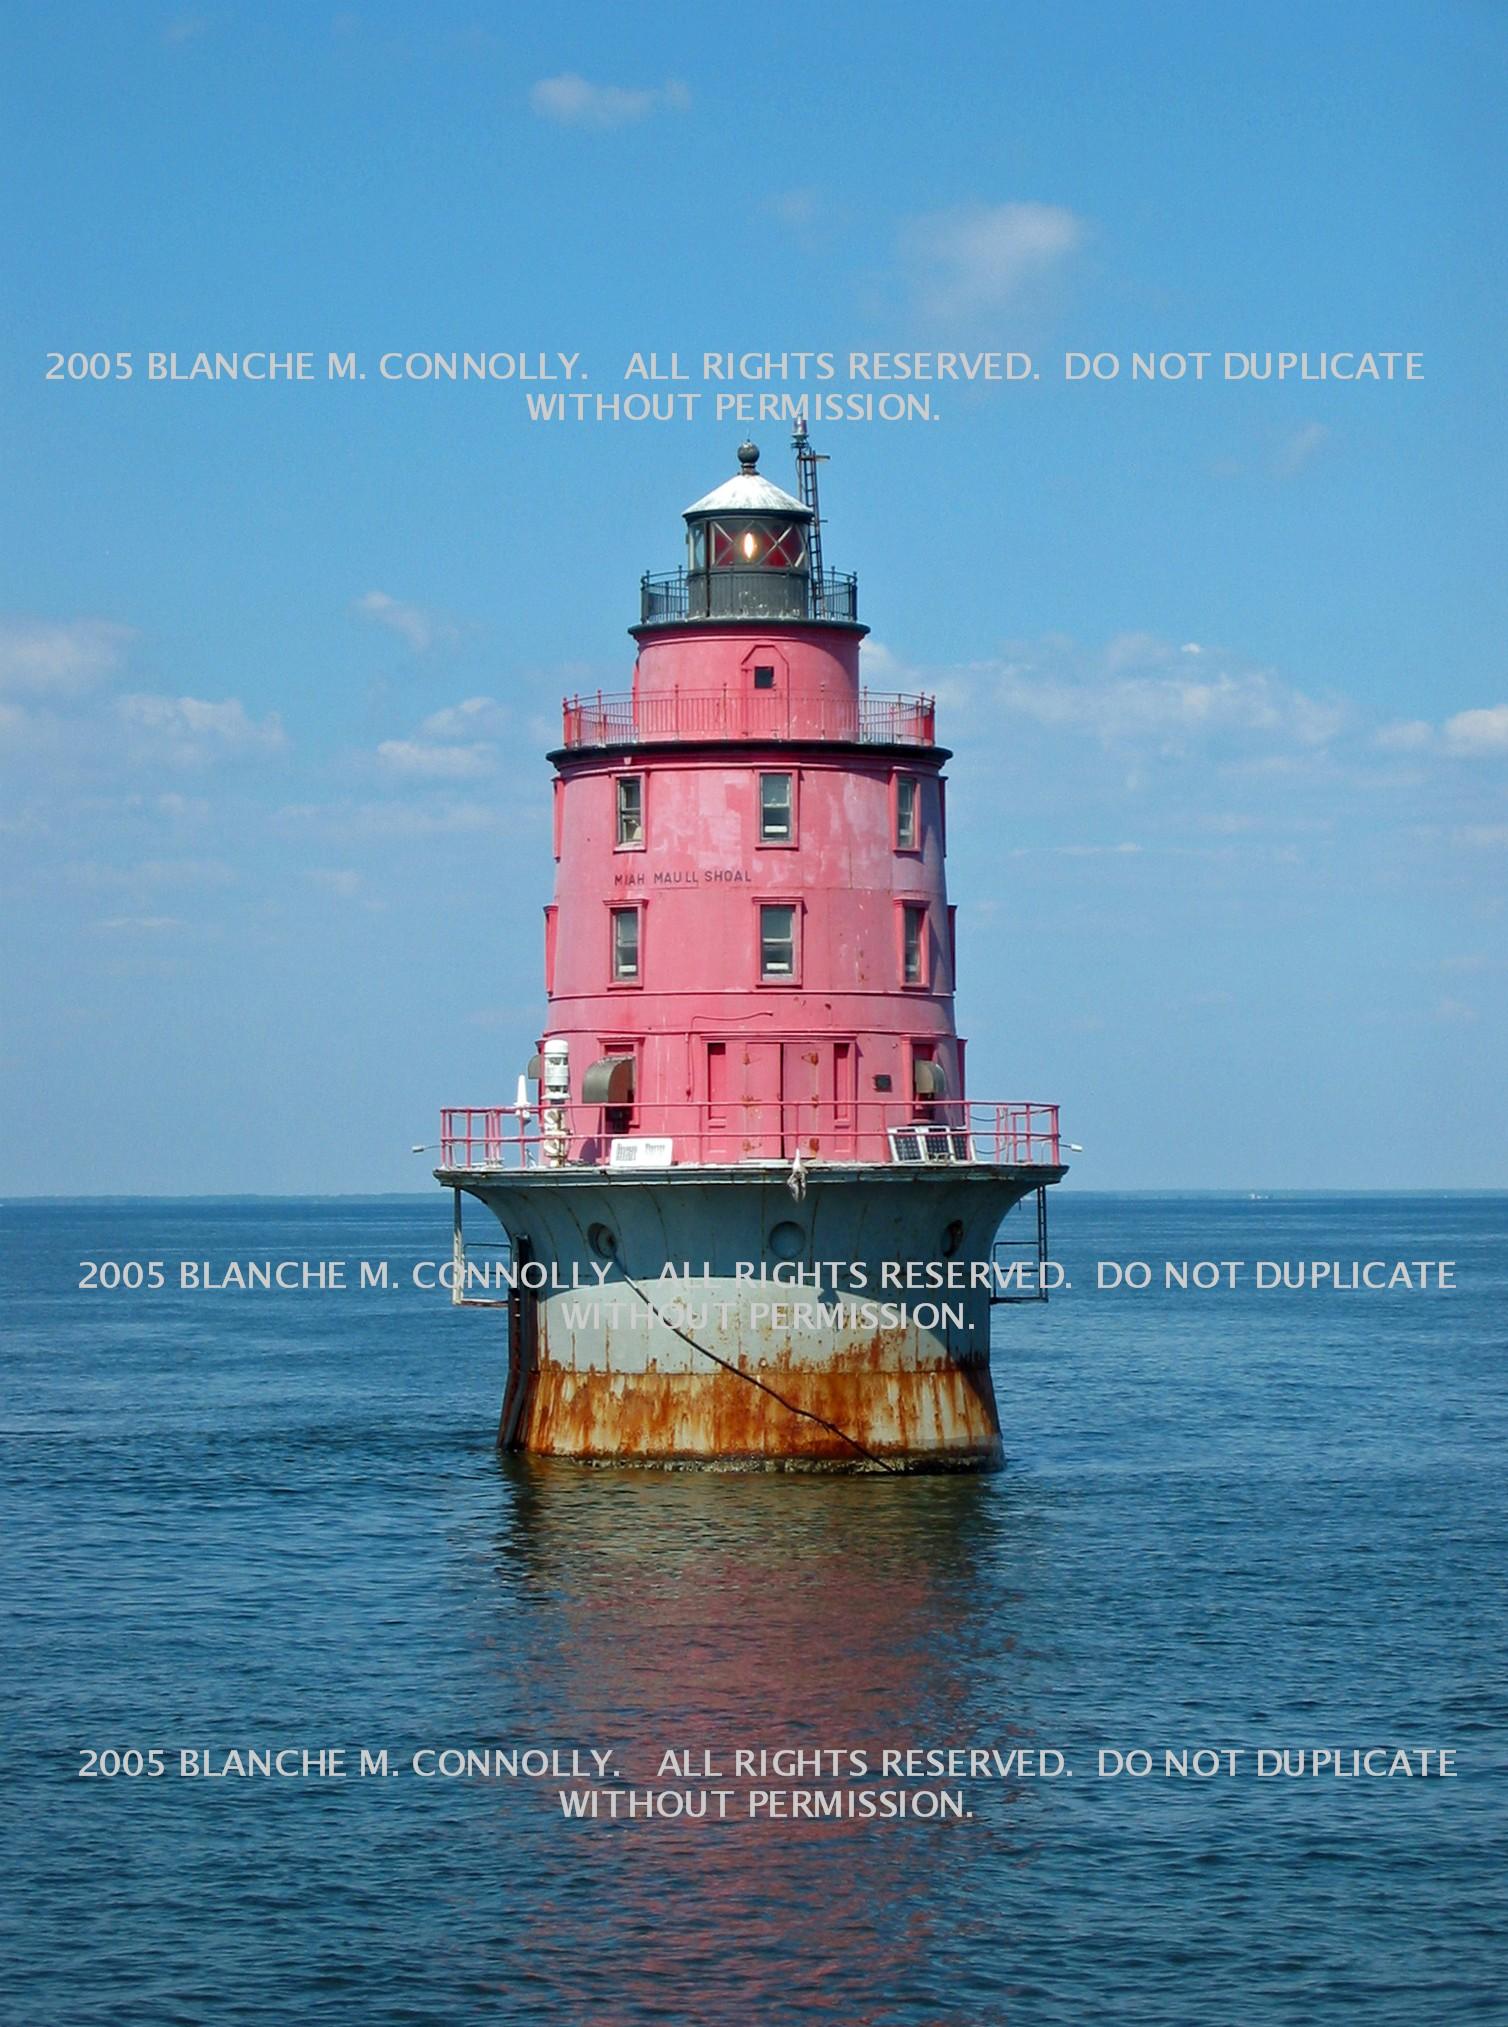 2005 BLANCHE M. CONNOLLY.   ALL RIGHTS RESERVED.  DO NOT DUPLICATE
WITHOUT PERMISSION.
MIAH MAULL SHOAL
2005 BLANCHE M. CONNOLLY.   ALL RIGHTS RESERVED.  DO NOT DUPLICATE
WITHOUT PERMISSION.
2005 BLANCHE M. CONNOLLY.   ALL RIGHTS RESERVED.  DO NOT DUPLICATE
WITHOUT PERMISSION.